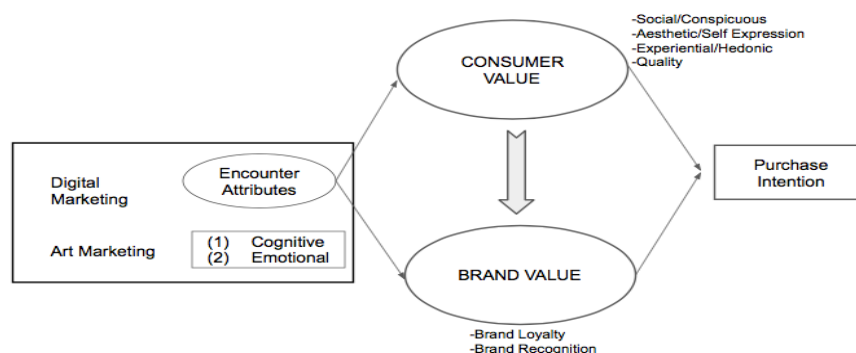 -Social/Conspicuous
-Aesthetic/Self Expression
-Experiential/Hedonic
-Quality
CONSUMER
VALUE
Digital
Marketing
Encounter
Attributes
Art Marketing
(1) Cognitive
(2) Emotional
Purchase
Intention
BRAND VALUE
-Brand Loyalty
-Brand Recognition